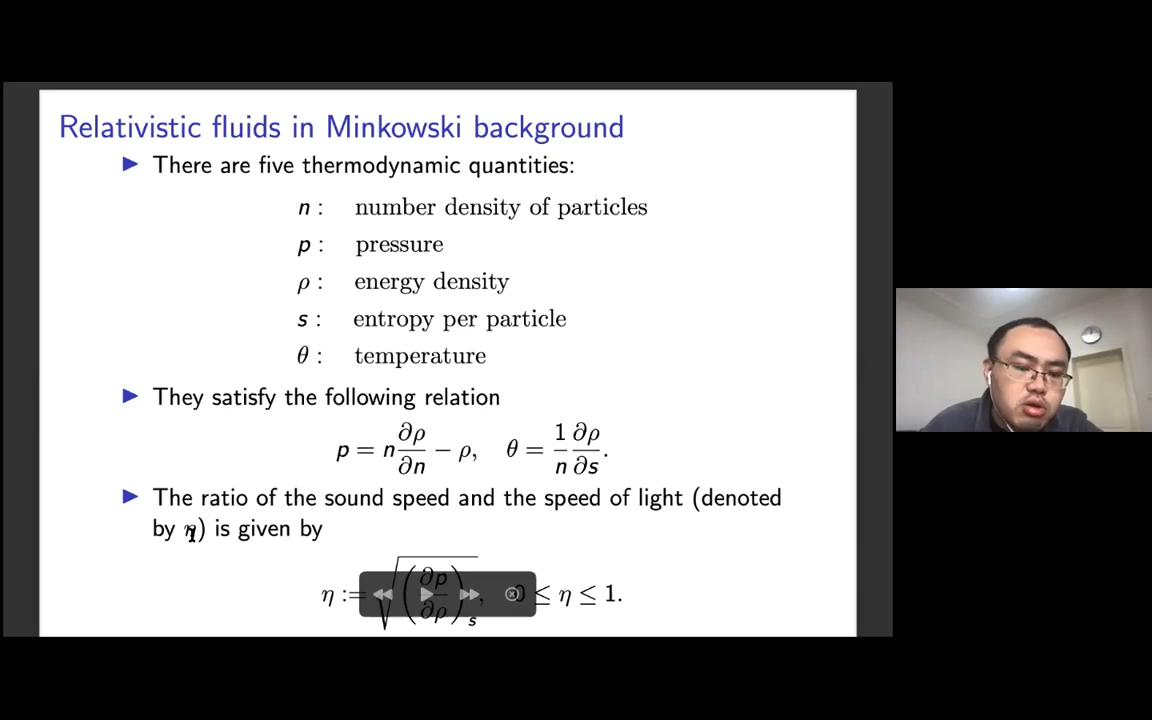 Relativistic fluids in Minkowski background
▶ There are five thermodynamic quantities:
n : number density of particles
p : pressure
ρ : energy density
s : entropy per particle
θ : temperature
▶ They satisfy the following relation
p = n ∂ρ/∂n − ρ, θ = 1/n ∂ρ/∂s.
▶ The ratio of the sound speed and the speed of light (denoted
by η) is given by
η := √(∂p/∂ρ)_s, 0 ≤ η ≤ 1.